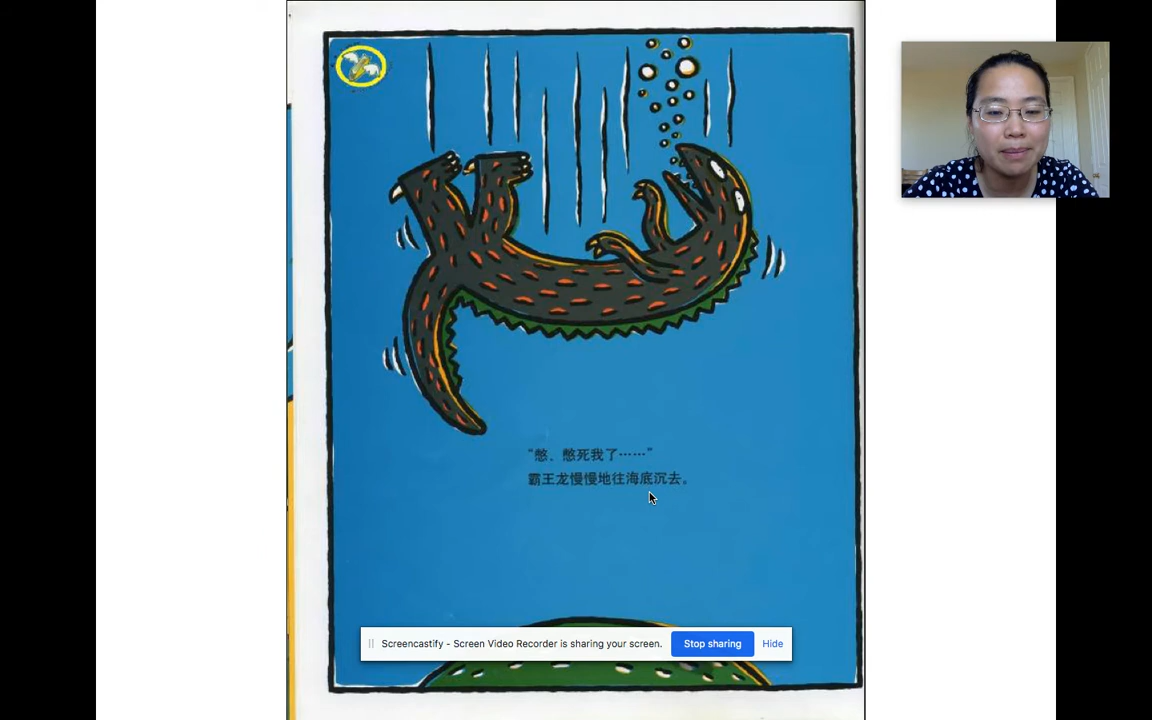 “憋、憋死我了……”
霸王龙慢慢地往海底沉去。
Screencastify - Screen Video Recorder is sharing your screen.
Stop sharing
Hide